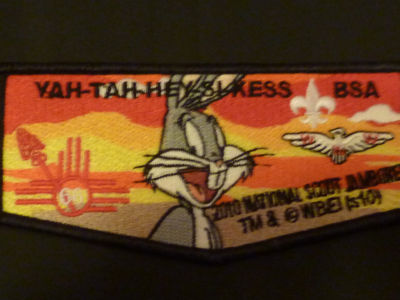 YAH-TAH-HEY-SI-KESS BSA
2010 NATIONAL SCOUT JAMBOREE
TM & © WBEI (s10)